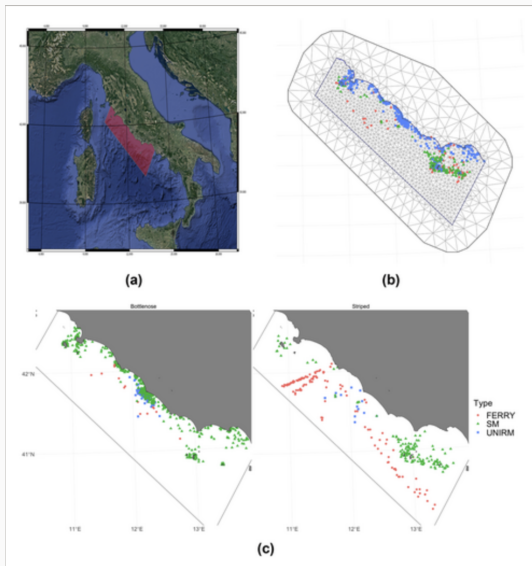 (a)
(b)
Bottlenose
Striped
42°N
41°N
11°E
12°E
13°E
11°E
12°E
13°E
Type
FERRY
SM
UNIRM
(c)